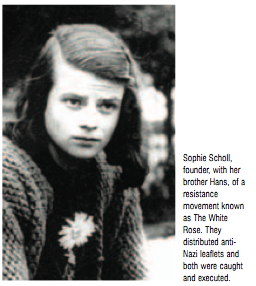 Sophie Scholl,
founder, with her
brother Hans, of a
resistance
movement known
as The White
Rose. They
distributed anti-
Nazi leaflets and
both were caught
and executed.